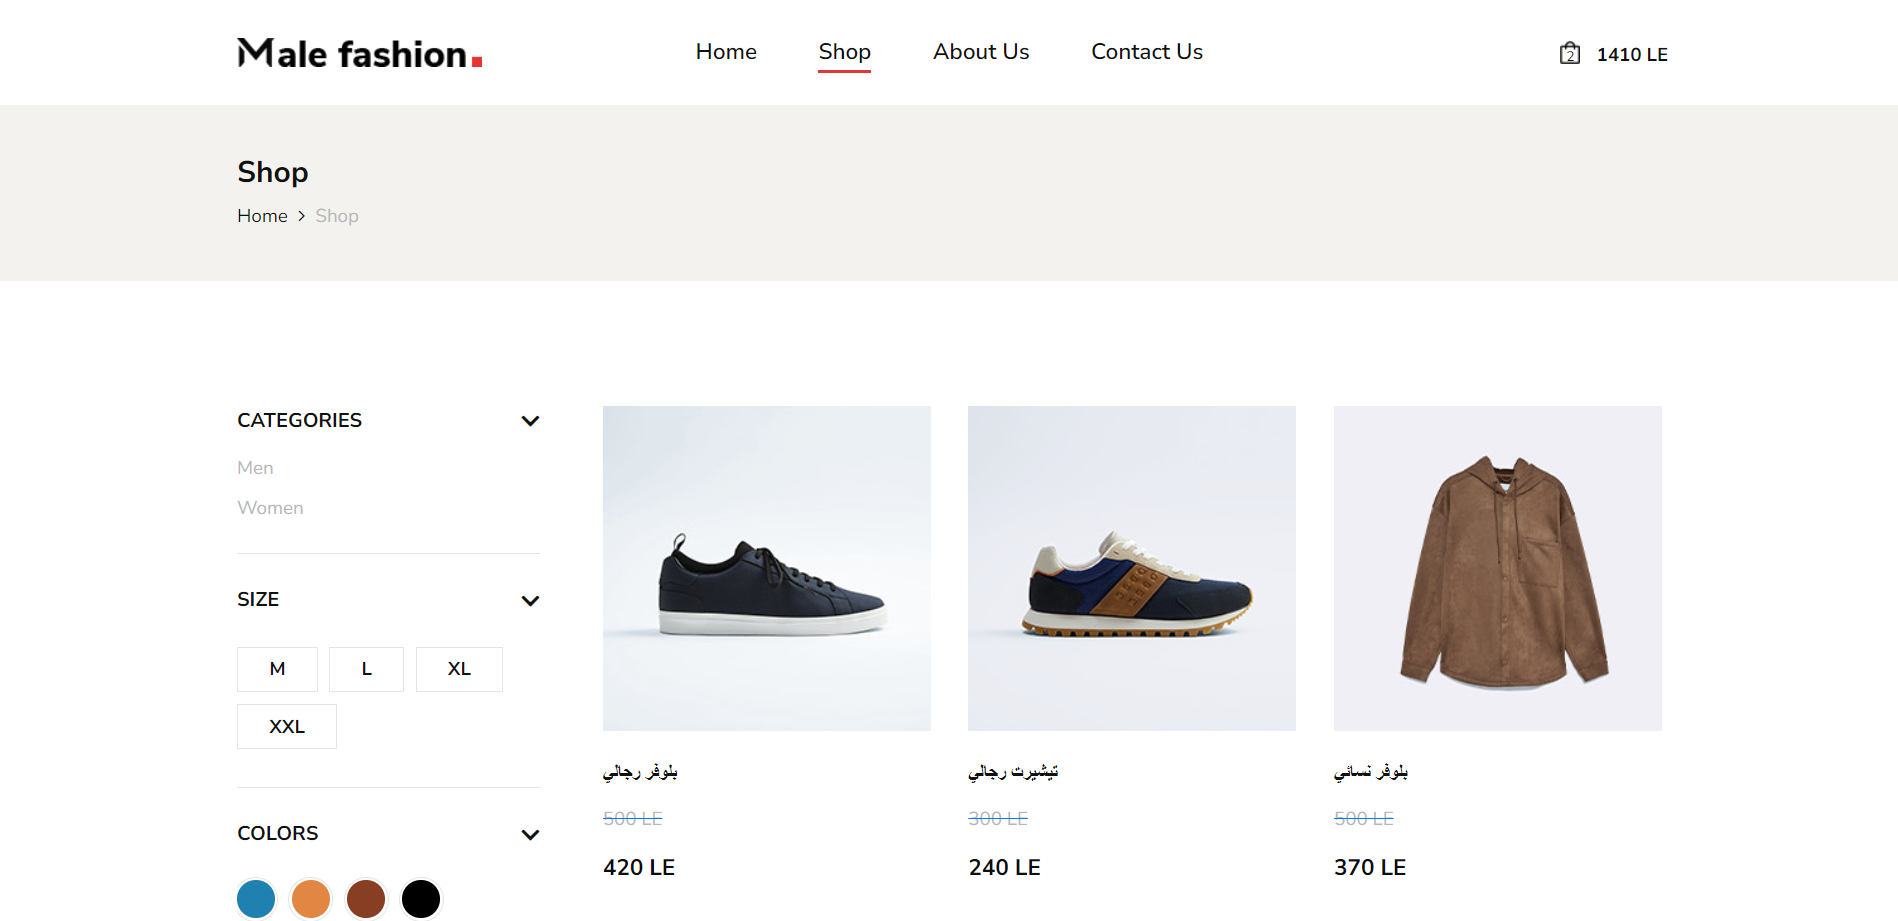 Male fashion.
Home Shop About Us Contact Us
2 1410 LE
Shop
Home > Shop
CATEGORIES
Men
Women
SIZE
M L XL
XXL
COLORS
بلوفر رجالي
500 LE
420 LE
تيشيرت رجالي
300 LE
240 LE
بلوفر نسائي
500 LE
370 LE